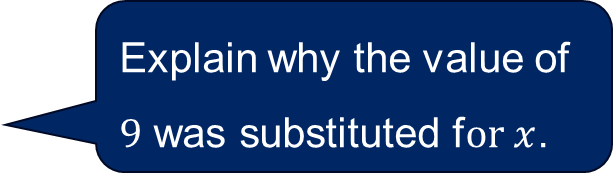 Explain why the value of
9 was substituted for x.